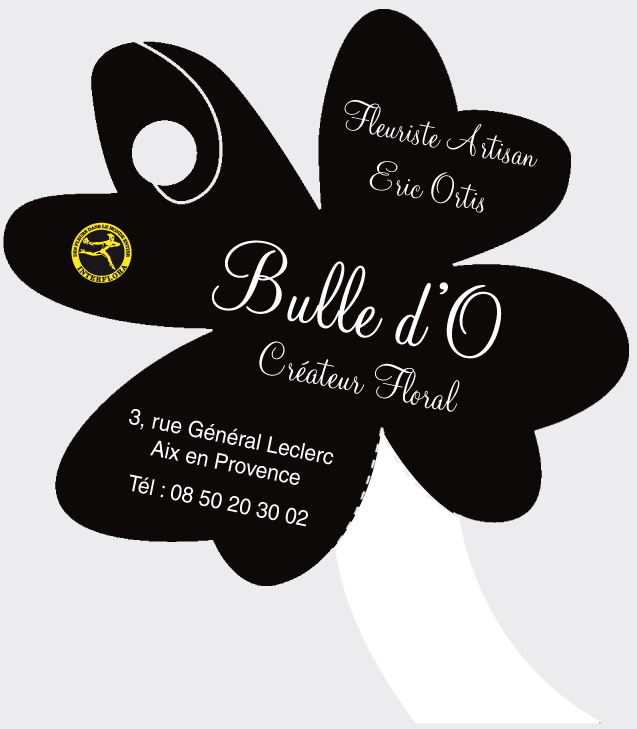 Fleuriste Artisan
Eric Ortis
INTERFLORA
Bulle d'O
Créateur Floral
3, rue Général Leclerc
Aix en Provence
Tél : 08 50 20 30 02